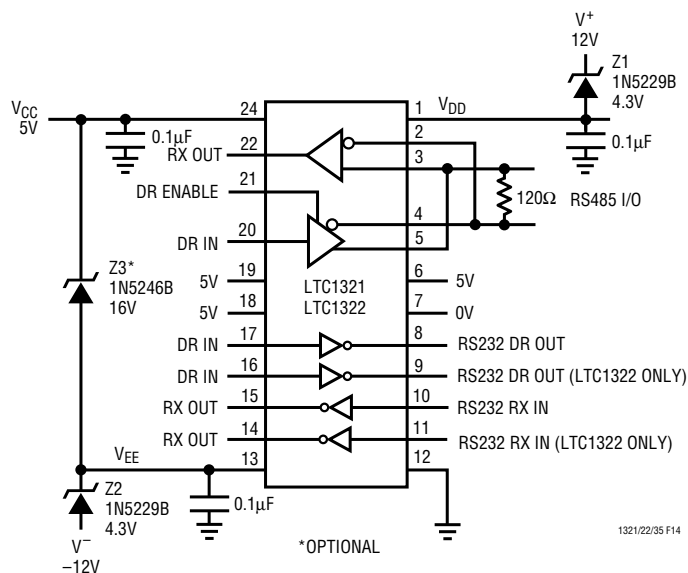 V+
12V
Z1
1N5229B
4.3V
VCC
5V
24
1
VDD
0.1µF
0.1µF
2
RX OUT
22
3
DR ENABLE
21
120Ω
RS485 I/O
4
DR IN
20
5
Z3*
1N5246B
16V
5V
19
LTC1321
LTC1322
6
5V
5V
18
7
0V
DR IN
17
8
RS232 DR OUT
DR IN
16
9
RS232 DR OUT (LTC1322 ONLY)
RX OUT
15
10
RS232 RX IN
RX OUT
14
11
RS232 RX IN (LTC1322 ONLY)
VEE
13
12
Z2
1N5229B
4.3V
0.1µF
V−
–12V
*OPTIONAL
1321/22/35 F14